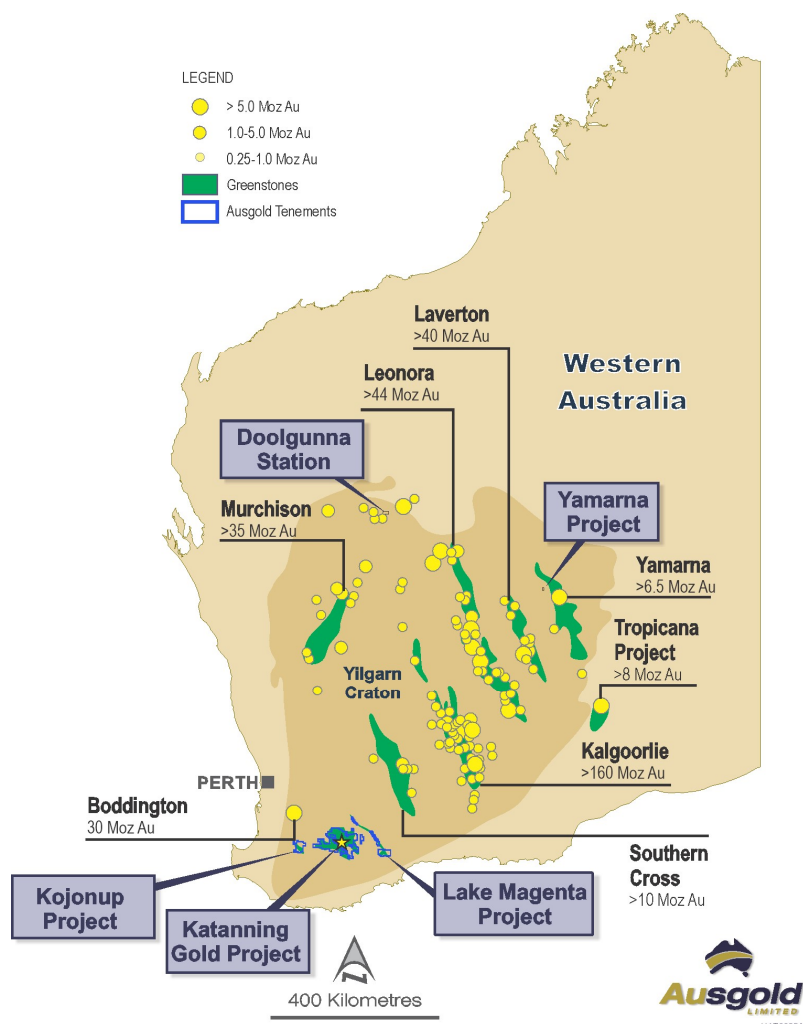 LEGEND
> 5.0 Moz Au
1.0-5.0 Moz Au
0.25-1.0 Moz Au
Greenstones
Ausgold Tenements
Laverton
>40 Moz Au
Leonora
>44 Moz Au
Western
Australia
Doolgunna
Station
Murchison
>35 Moz Au
Yamarna
Project
Yamarna
>6.5 Moz Au
Tropicana
Project
>8 Moz Au
Yilgarn
Craton
Kalgoorlie
>160 Moz Au
PERTH
Boddington
30 Moz Au
Southern
Cross
>10 Moz Au
Kojonup
Project
Katanning
Gold Project
Lake Magenta
Project
N
400 Kilometres
Ausgold
LIMITED